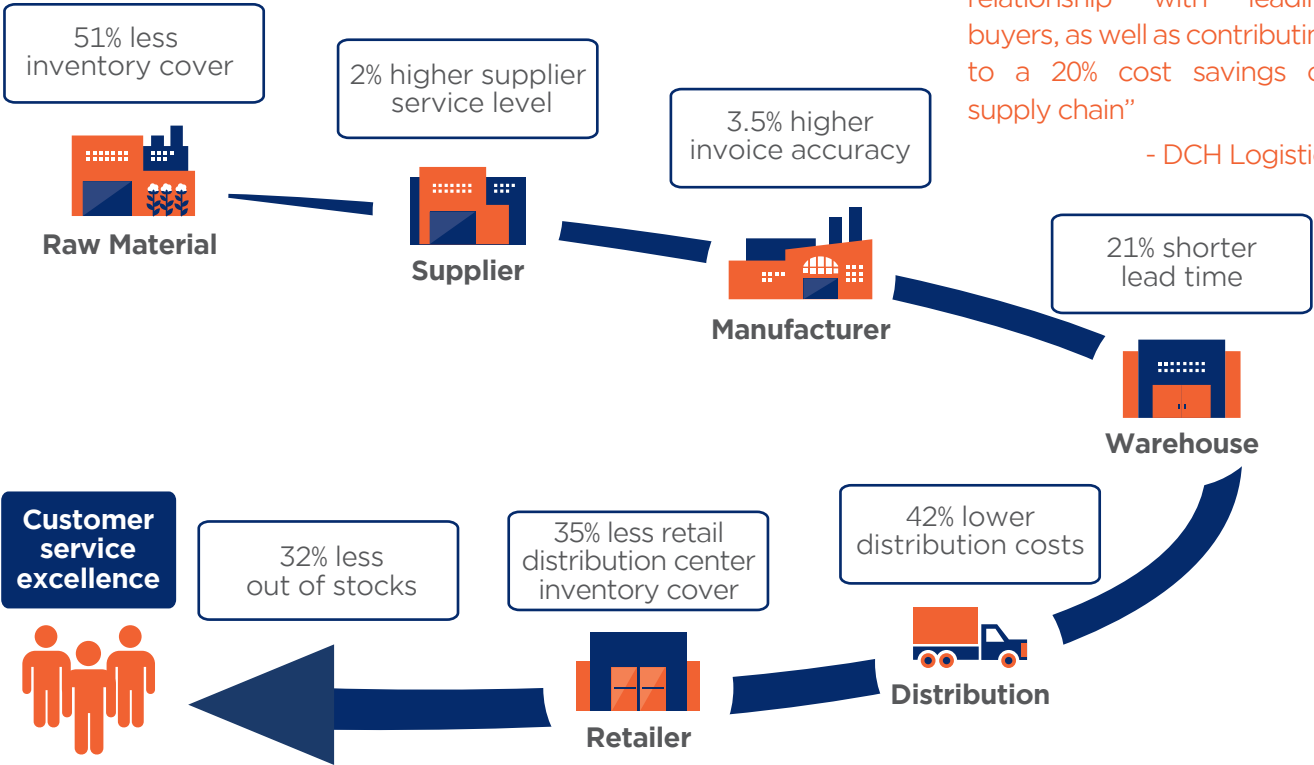 relationship with
buyers, as well as
to a 20% cost savings
supply chain”
- DCH
51% less
inventory cover
2% higher supplier
service level
3.5% higher
invoice accuracy
21% shorter
lead time
Raw Material
Supplier
Manufacturer
Warehouse
Customer
service
excellence
32% less
out of stocks
35% less retail
distribution center
inventory cover
42% lower
distribution costs
Distribution
Retailer